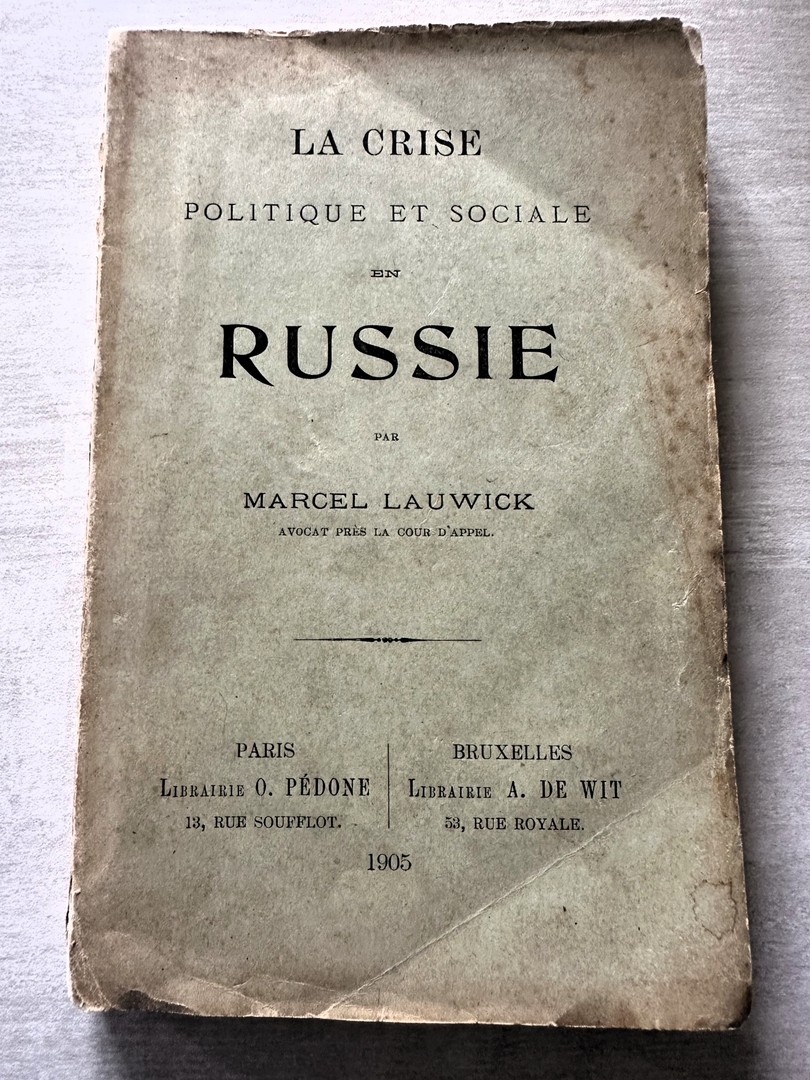 LA CRISE
POLITIQUE ET SOCIALE
EN
RUSSIE
PAR
MARCEL LAUWICK
AVOCAT PRÈS LA COUR D'APPEL.
PARIS
LIBRAIRIE O. PÉDONE
13, RUE SOUFFLOT.
BRUXELLES
LIBRAIRIE A. DE WIT
53, RUE ROYALE.
1905